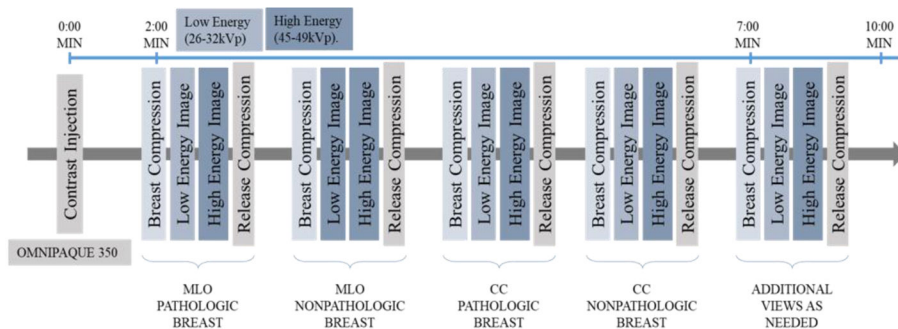 0:00
MIN
2:00
MIN
Low Energy
(26-32kVp)
High Energy
(45-49kVp).
7:00
MIN
10:00
MIN
Contrast Injection
Breast Compression
Low Energy Image
High Energy Image
Release Compression
Breast Compression
Low Energy Image
High Energy Image
Release Compression
Breast Compression
Low Energy Image
High Energy Image
Release Compression
Breast Compression
Low Energy Image
High Energy Image
Release Compression
Breast Compression
Low Energy Image
High Energy Image
Release Compression
OMNIPAQUE 350
MLO
PATHOLOGIC
BREAST
MLO
NONPATHOLOGIC
BREAST
CC
PATHOLOGIC
BREAST
CC
NONPATHOLOGIC
BREAST
ADDITIONAL
VIEWS AS
NEEDED